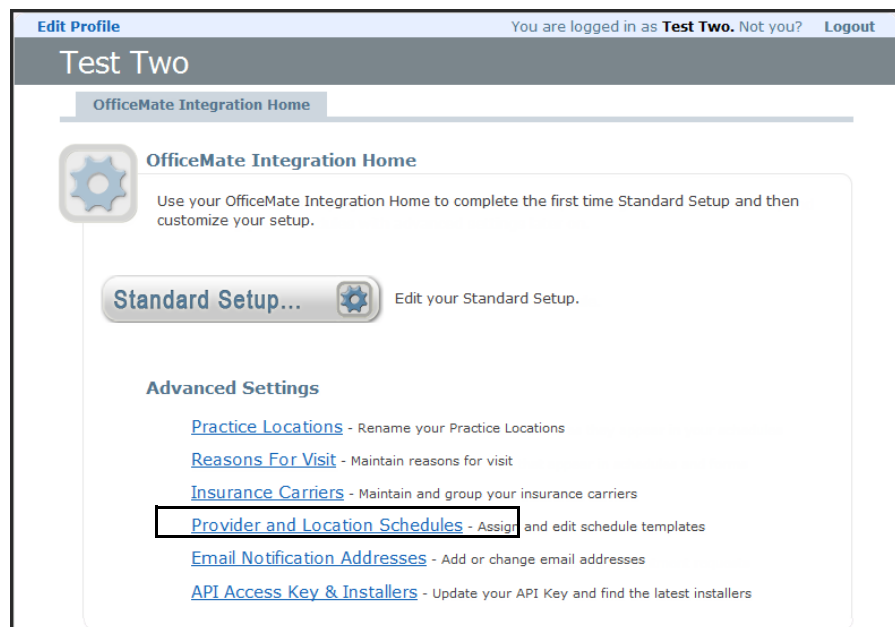 Edit Profile You are logged in as Test Two. Not you? Logout
Test Two
OfficeMate Integration Home
OfficeMate Integration Home
Use your OfficeMate Integration Home to complete the first time Standard Setup and then
customize your setup.
Standard Setup... Edit your Standard Setup.
Advanced Settings
Practice Locations - Rename your Practice Locations
Reasons For Visit - Maintain reasons for visit
Insurance Carriers - Maintain and group your insurance carriers
Provider and Location Schedules - Assign and edit schedule templates
Email Notification Addresses - Add or change email addresses
API Access Key & Installers - Update your API Key and find the latest installers